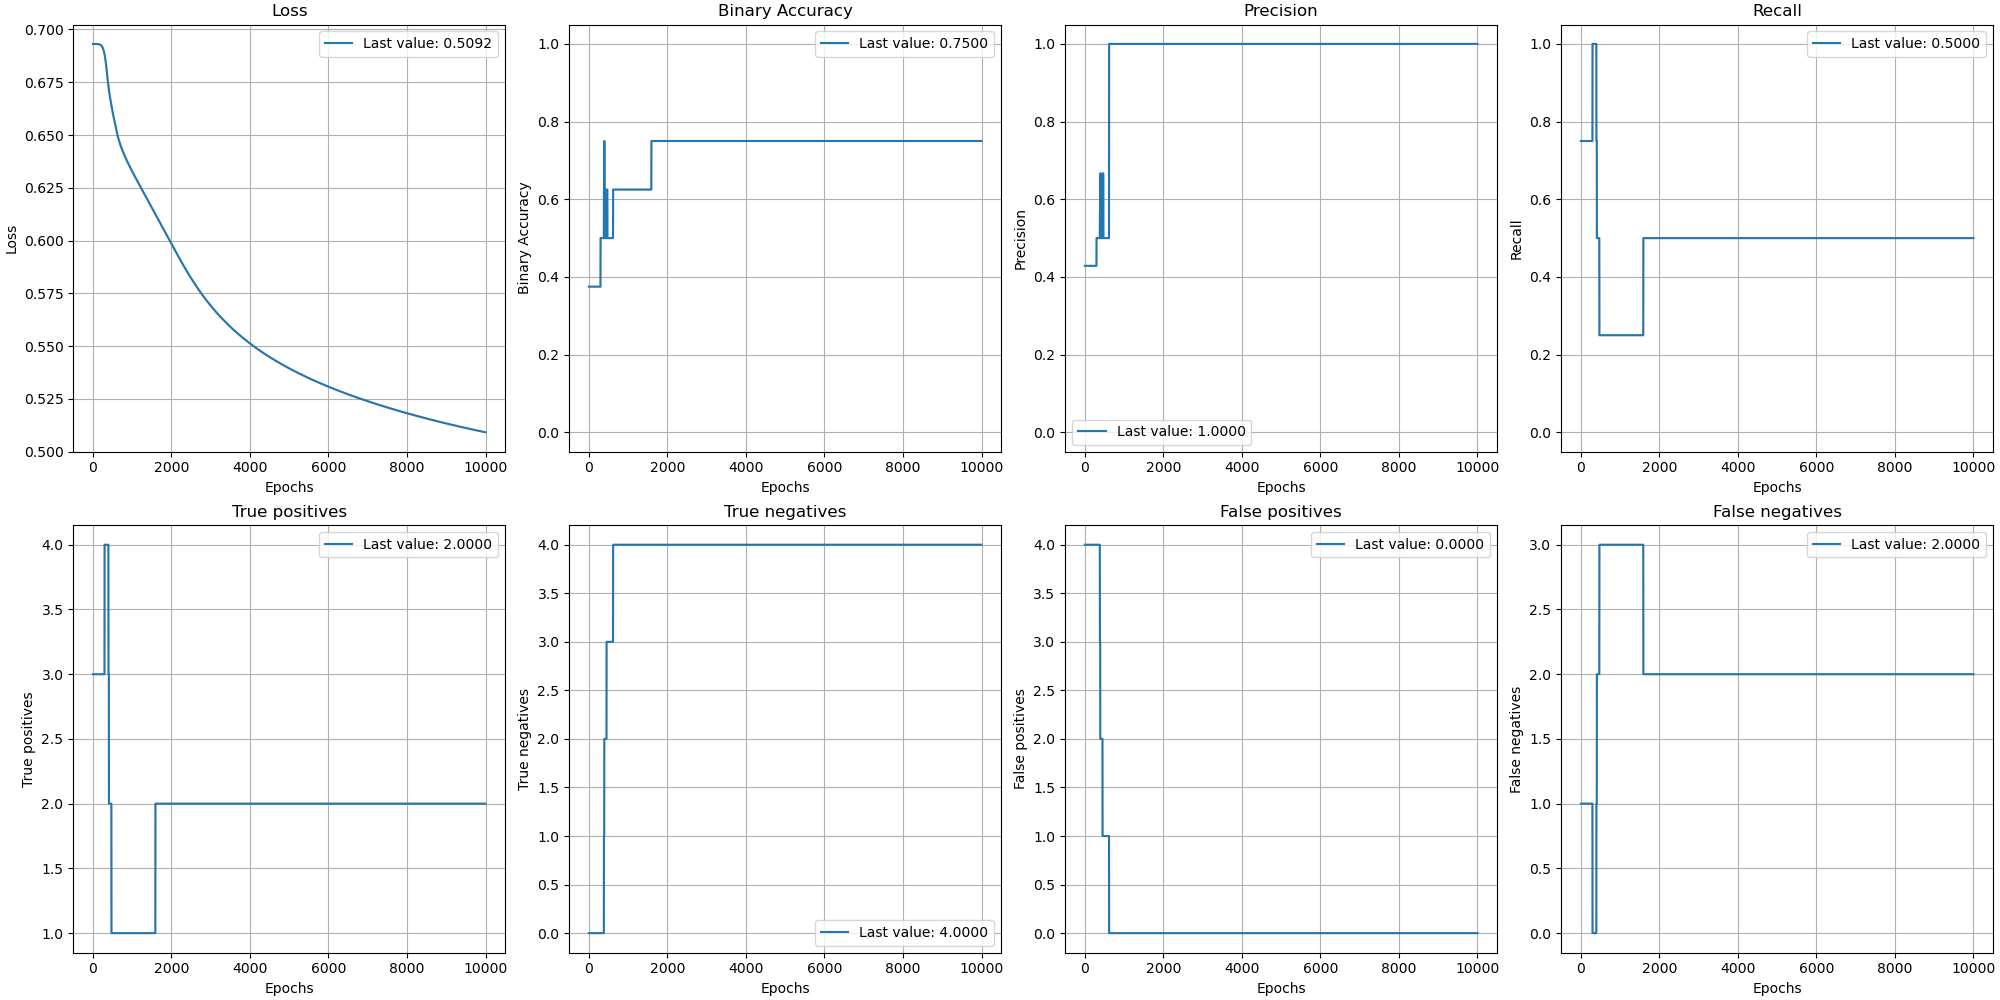 Loss
Last value: 0.5092
0.700
0.675
0.650
0.625
0.600
0.575
0.550
0.525
0.500
Loss
0 2000 4000 6000 8000 10000
Epochs
Binary Accuracy
Last value: 0.7500
1.0
0.8
0.6
0.4
0.2
0.0
Binary Accuracy
0 2000 4000 6000 8000 10000
Epochs
Precision
1.0
0.8
0.6
0.4
0.2
0.0
Precision
Last value: 1.0000
0 2000 4000 6000 8000 10000
Epochs
Recall
Last value: 0.5000
1.0
0.8
0.6
0.4
0.2
0.0
Recall
0 2000 4000 6000 8000 10000
Epochs
True positives
Last value: 2.0000
4.0
3.5
3.0
2.5
2.0
1.5
1.0
True positives
0 2000 4000 6000 8000 10000
Epochs
True negatives
4.0
3.5
3.0
2.5
2.0
1.5
1.0
0.5
0.0
True negatives
Last value: 4.0000
0 2000 4000 6000 8000 10000
Epochs
False positives
Last value: 0.0000
4.0
3.5
3.0
2.5
2.0
1.5
1.0
0.5
0.0
False positives
0 2000 4000 6000 8000 10000
Epochs
False negatives
Last value: 2.0000
3.0
2.5
2.0
1.5
1.0
0.5
0.0
False negatives
0 2000 4000 6000 8000 10000
Epochs